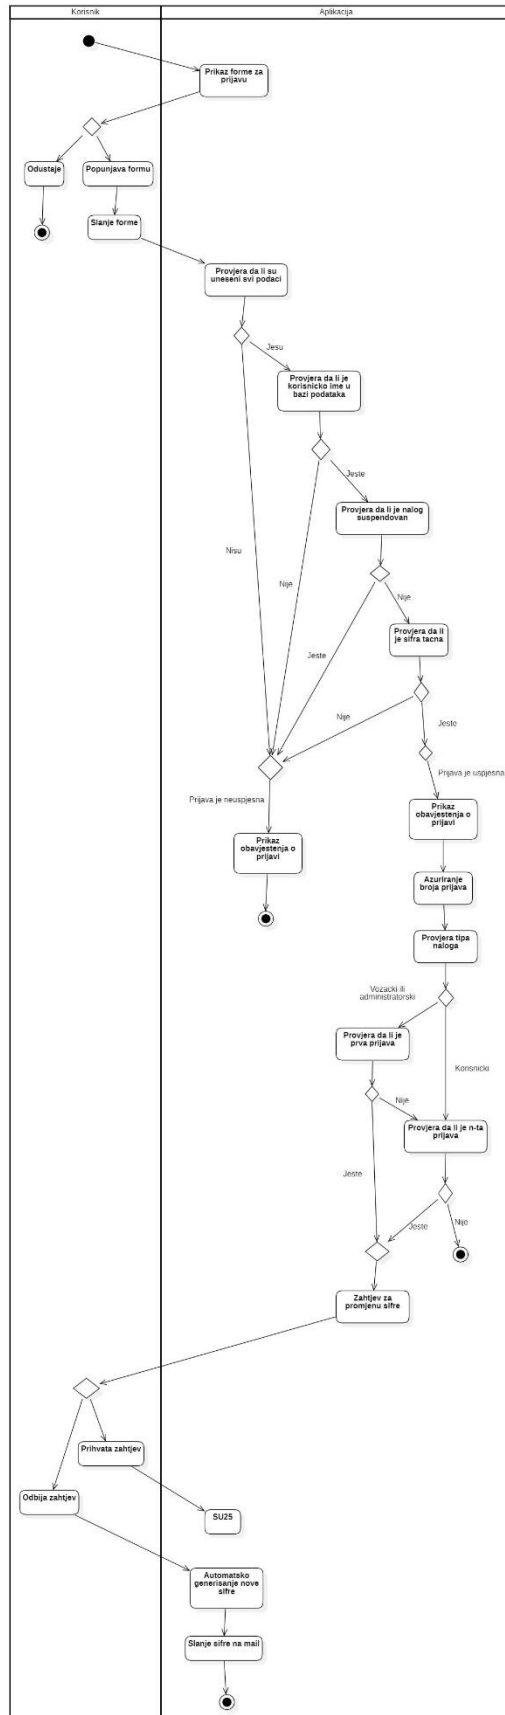 Korisnik
Aplikacija
Prikaz forme za
prijavu
Odustaje
Popunjava formu
Slanje forme
Provjera da li su
uneseni svi podaci
Jesu
Provjera da li je
korisnicko ime u
bazi podataka
Jeste
Provjera da li je nalog
suspendovan
Nisu
Nije
Nije
Provjera da li
je sifra tacna
Jeste
Nije
Jeste
Prijava je uspjesna
Prijava je neuspjesna
Prikaz
obavjestenja o
prijavi
Prikaz
obavjestenja o
prijavi
Azuriranje
broja prijava
Provjera tipa
naloga
Vozacki ili
administratorski
Provjera da li je
prva prijava
Korisnicki
Nije
Provjera da li je n-ta
prijava
Jeste
Jeste
Nije
Zahtjev za
promjenu sifre
Prihvata zahtjev
Odbija zahtjev
SU25
Automatsko
generisanje nove
sifre
Slanje sifre na mail